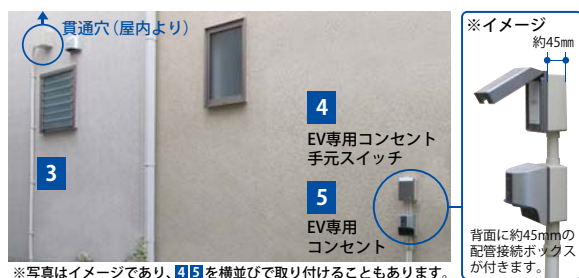 貫通穴（屋内より）
3
4
EV専用コンセント
手元スイッチ
5
EV専用
コンセント
※写真はイメージであり、45を横並びで取り付けることもあります。
※イメージ
約45㎜
背面に約45mmの
配管接続ボックス
が付きます。